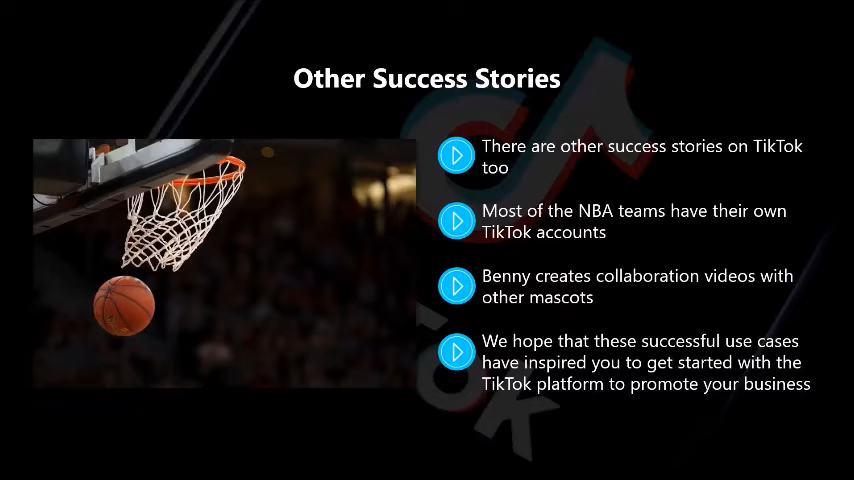 Other Success Stories
There are other success stories on TikTok
too
Most of the NBA teams have their own
TikTok accounts
Benny creates collaboration videos with
other mascots
We hope that these successful use cases
have inspired you to get started with the
TikTok platform to promote your business